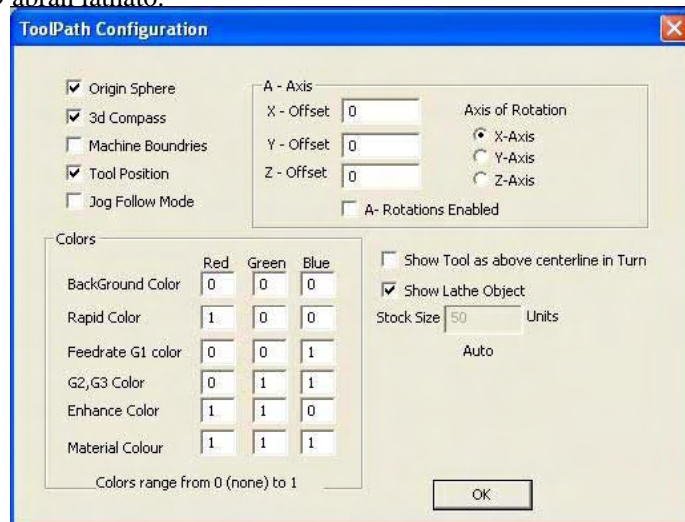 ábrán látható.
ToolPath Configuration
Origin Sphere
3d Compass
Machine Boundries
Tool Position
Jog Follow Mode
A - Axis
X - Offset 0
Y - Offset 0
Z - Offset 0
Axis of Rotation
X-Axis
Y-Axis
Z-Axis
A- Rotations Enabled
Colors
Red Green Blue
BackGround Color 0 0 0
Rapid Color 1 0 0
Feedrate G1 color 0 0 1
G2,G3 Color 0 1 1
Enhance Color 1 1 0
Material Colour 1 1 1
Colors range from 0 (none) to 1
Show Tool as above centerline in Turn
Show Lathe Object
Stock Size 50 Units
Auto
OK